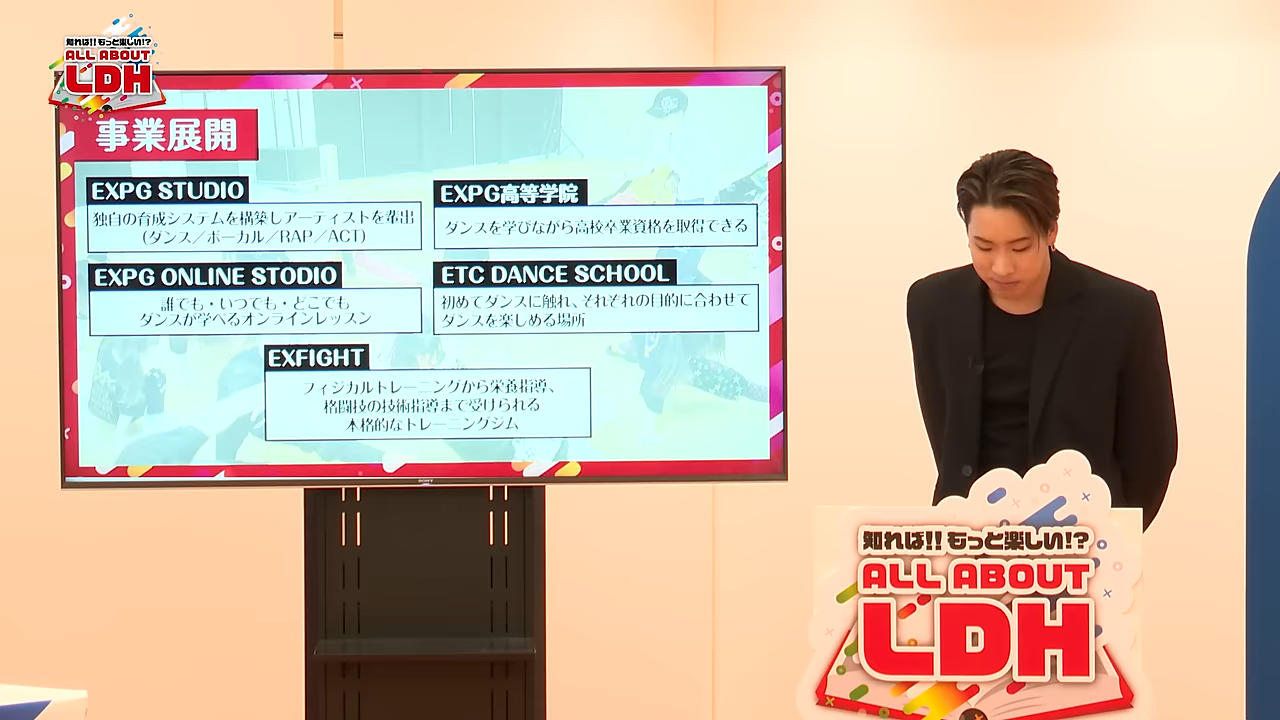 知れば!! もっと楽しい!?
ALL ABOUT
LDH
事業展開
EXPG STUDIO
独自の育成システムを構築しアーティストを輩出
(ダンス／ボーカル／RAP／ACT)
EXPG高等学院
ダンスを学びながら高校卒業資格を取得できる
EXPG ONLINE STODIO
誰でも・いつでも・どこでも
ダンスが学べるオンラインレッスン
ETC DANCE SCHOOL
初めてダンスに触れ、それぞれの目的に合わせて
ダンスを楽しめる場所
EXFIGHT
フィジカルトレーニングから栄養指導、
格闘技の技術指導まで受けられる
本格的なトレーニングジム
SONY
知れば!! もっと楽しい!?
ALL ABOUT
LDH